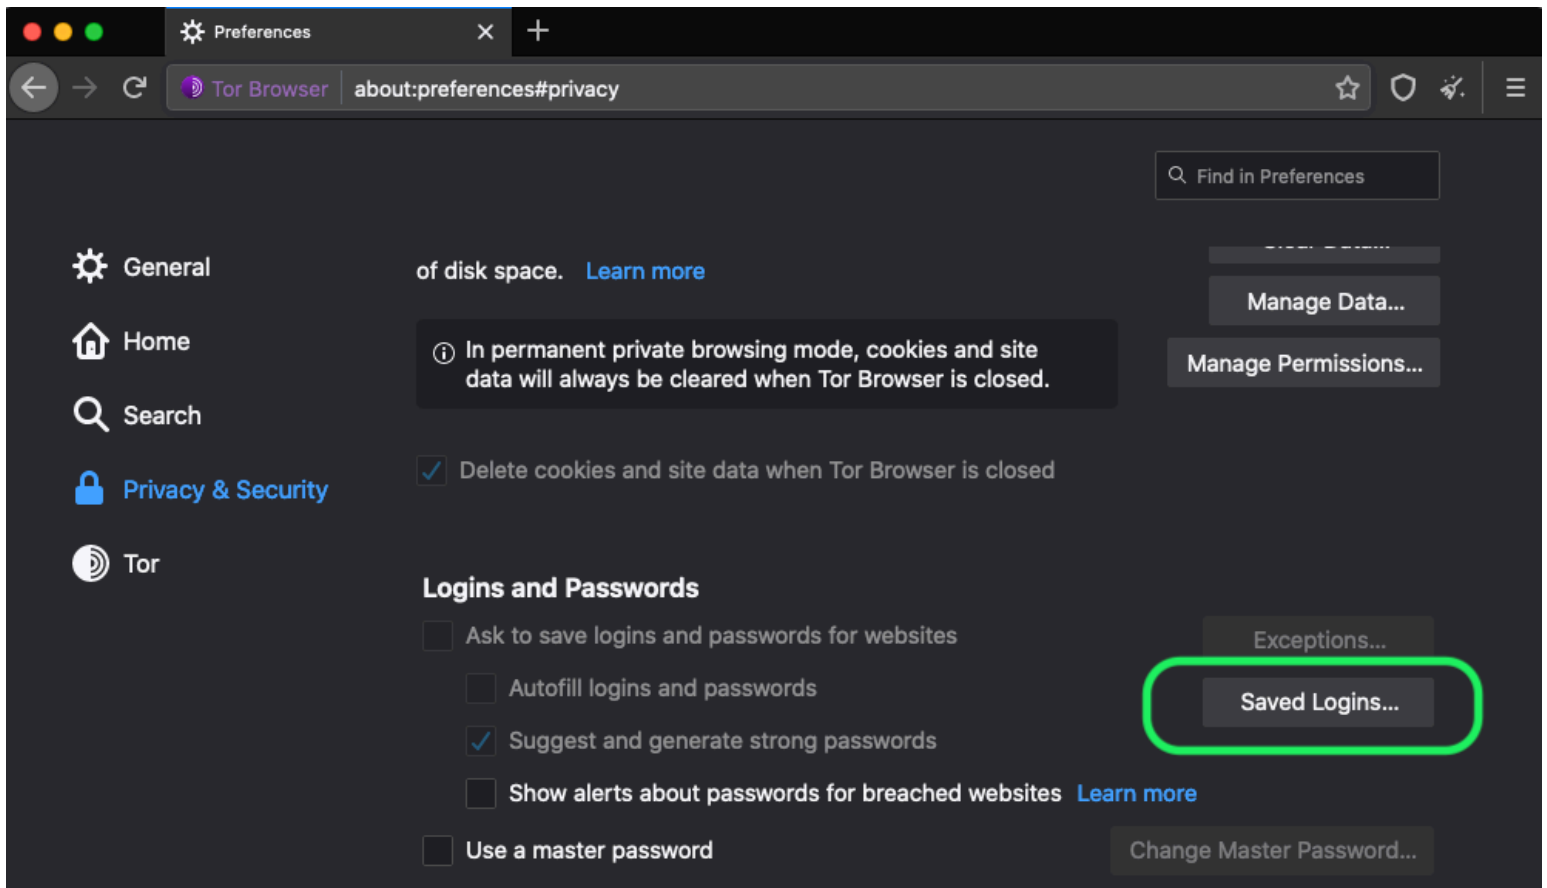 Preferences
Tor Browser
about:preferences#privacy
Find in Preferences
General
Home
Search
Privacy & Security
Tor
of disk space. Learn more
Manage Data...
In permanent private browsing mode, cookies and site
data will always be cleared when Tor Browser is closed.
Manage Permissions...
Delete cookies and site data when Tor Browser is closed
Logins and Passwords
Ask to save logins and passwords for websites
Exceptions...
Autofill logins and passwords
Saved Logins...
Suggest and generate strong passwords
Show alerts about passwords for breached websites Learn more
Use a master password
Change Master Password...